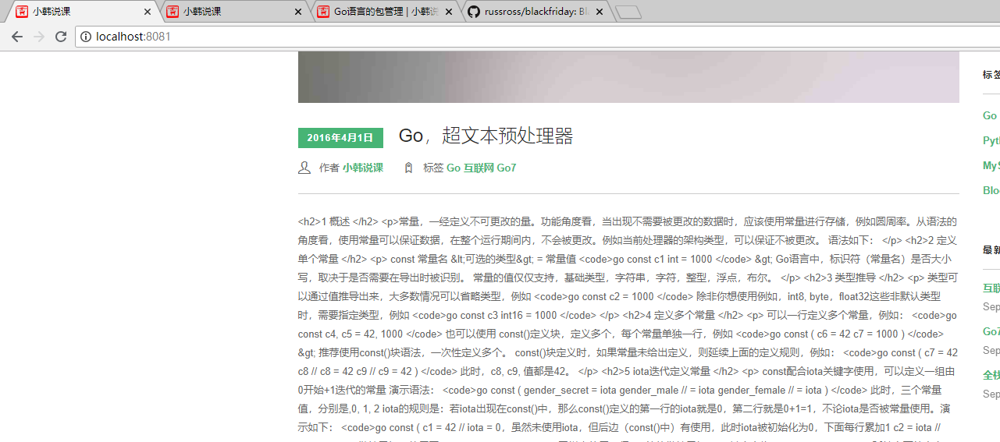 小韩说课
小韩说课
Go语言的包管理 | 小韩说
russross/blackfriday: Bla
localhost:8081
标签
Go
MyS
Blo
2016年4月1日
Go，超文本预处理器
作者 小韩说课 标签 Go 互联网 Go7
<h2>1 概述 </h2> <p>常量，一经定义不可更改的量。功能角度看，当出现不需要被更改的数据时，应该使用常量进行存储，例如圆周率。从语法的
角度看，使用常量可以保证数据，在整个运行期间内，不会被更改。例如当前处理器的架构类型，可以保证不被更改。 语法如下： </p> <h2>2 定义
单个常量 </h2> <p> const 常量名 &lt;可选的类型&gt; = 常量值 <code>go const c1 int = 1000 </code> &gt; Go语言中，标识符（常量名）是否大小
写，取决于是否需要在导出时被识别。 常量的值仅仅支持，基础类型，字符串，字符，整型，浮点，布尔。 </p> <h2>3 类型推导 </h2> <p> 类型可
以通过值推导出来，大多数情况可以省略类型，例如 <code>go const c2 = 1000 </code> 除非你想使用例如，int8, byte，float32这些非默认类型
时，需要指定类型，例如 <code>go const c3 int16 = 1000 </code> </p> <h2>4 定义多个常量 </h2> <p> 可以一行定义多个常量，例如： <code>go
const c4, c5 = 42, 1000 </code> 也可以使用 const()定义块，定义多个，每个常量单独一行，例如 <code>go const ( c6 = 42 c7 = 1000 ) </code>
&gt; 推荐使用const()块语法，一次性定义多个。 const()块定义时，如果常量未给出定义，则延续上面的定义规则，例如： <code>go const ( c7 = 42
c8 // c8 = 42 c9 // c9 = 42 ) </code> 此时，c8, c9, 值都是42。 </p> <h2>5 iota迭代定义常量 </h2> <p> const配合iota关键字使用，可以定义一组由
0开始+1迭代的常量 演示语法： <code>go const ( gender_secret = iota gender_male // = iota gender_female // = iota ) </code> 此时，三个常量
值，分别是,0, 1, 2 iota的规则是：若iota出现在const()中，那么const()定义的第一行的iota就是0，第二行就是0+1=1，不论iota是否被常量使用。演
示如下： <code>go const ( c1 = 42 // iota = 0，虽然未使用iota，但后边（const()中）有使用，此时iota被初始化为0，下面每行累加1 c2 = iota //
最新
互联
Sep
Go7
Sep
全栈
Sep